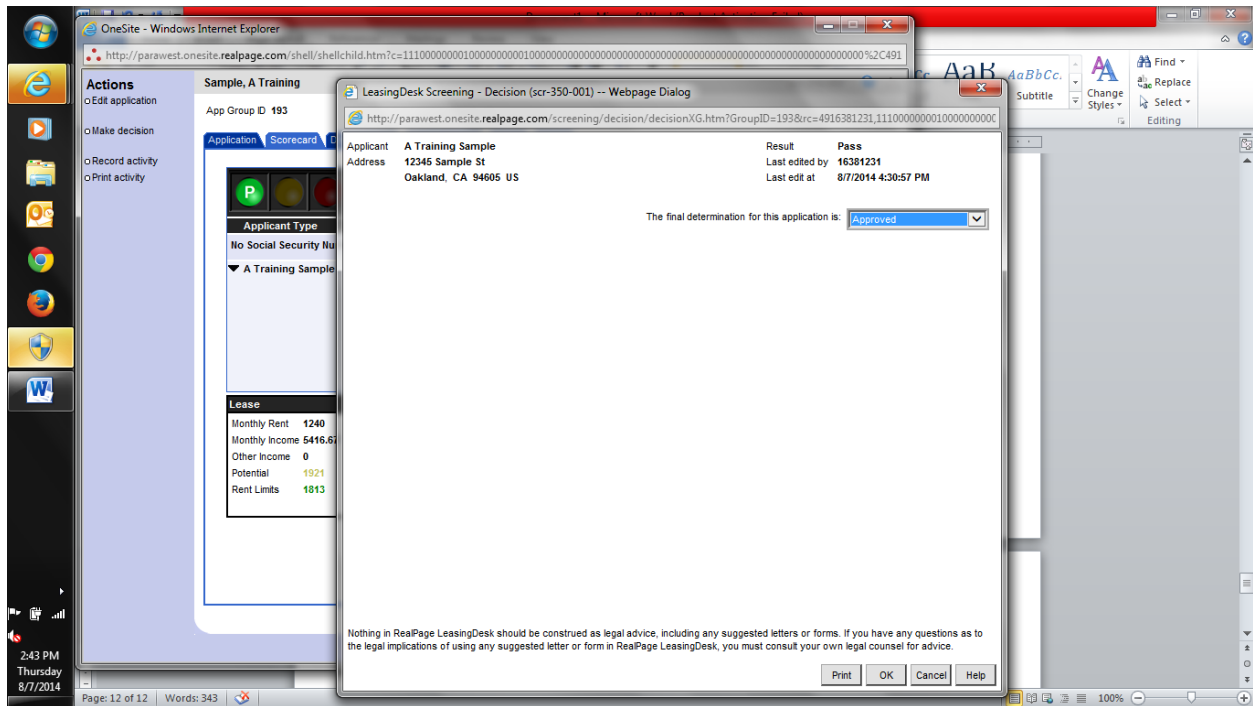 OneSite - Windows Internet Explorer
http://parawest.onesite.realpage.com/shell/shellchild.htm?c=
Actions
Edit application
Make decision
Record activity
Print activity
Sample, A Training
App Group ID 193
Application Scorecard
P
Applicant Type
No Social Security Nu
A Training Sample
Lease
Monthly Rent 1240
Monthly Income 5416.67
Other Income 0
Potential 1921
Rent Limits 1813
LeasingDesk Screening - Decision (scr-350-001) -- Webpage Dialog
http://parawest.onesite.realpage.com/screening/decision/decisionXG.htm?GroupID=193&rc=4916381231,
Applicant A Training Sample Result Pass
Address 12345 Sample St Last edited by 16381231
Oakland, CA 94605 US Last edit at 8/7/2014 4:30:57 PM
The final determination for this application is: Approved
Nothing in RealPage LeasingDesk should be construed as legal advice, including any suggested letters or forms. If you have any questions as to
the legal implications of using any suggested letter or form in RealPage LeasingDesk, you must consult your own legal counsel for advice.
Print OK Cancel Help
AaBbCc.
Subtitle
Change
Styles
Find
Replace
Select
Editing
2:43 PM
Thursday
8/7/2014
Page: 12 of 12 Words: 343 100%